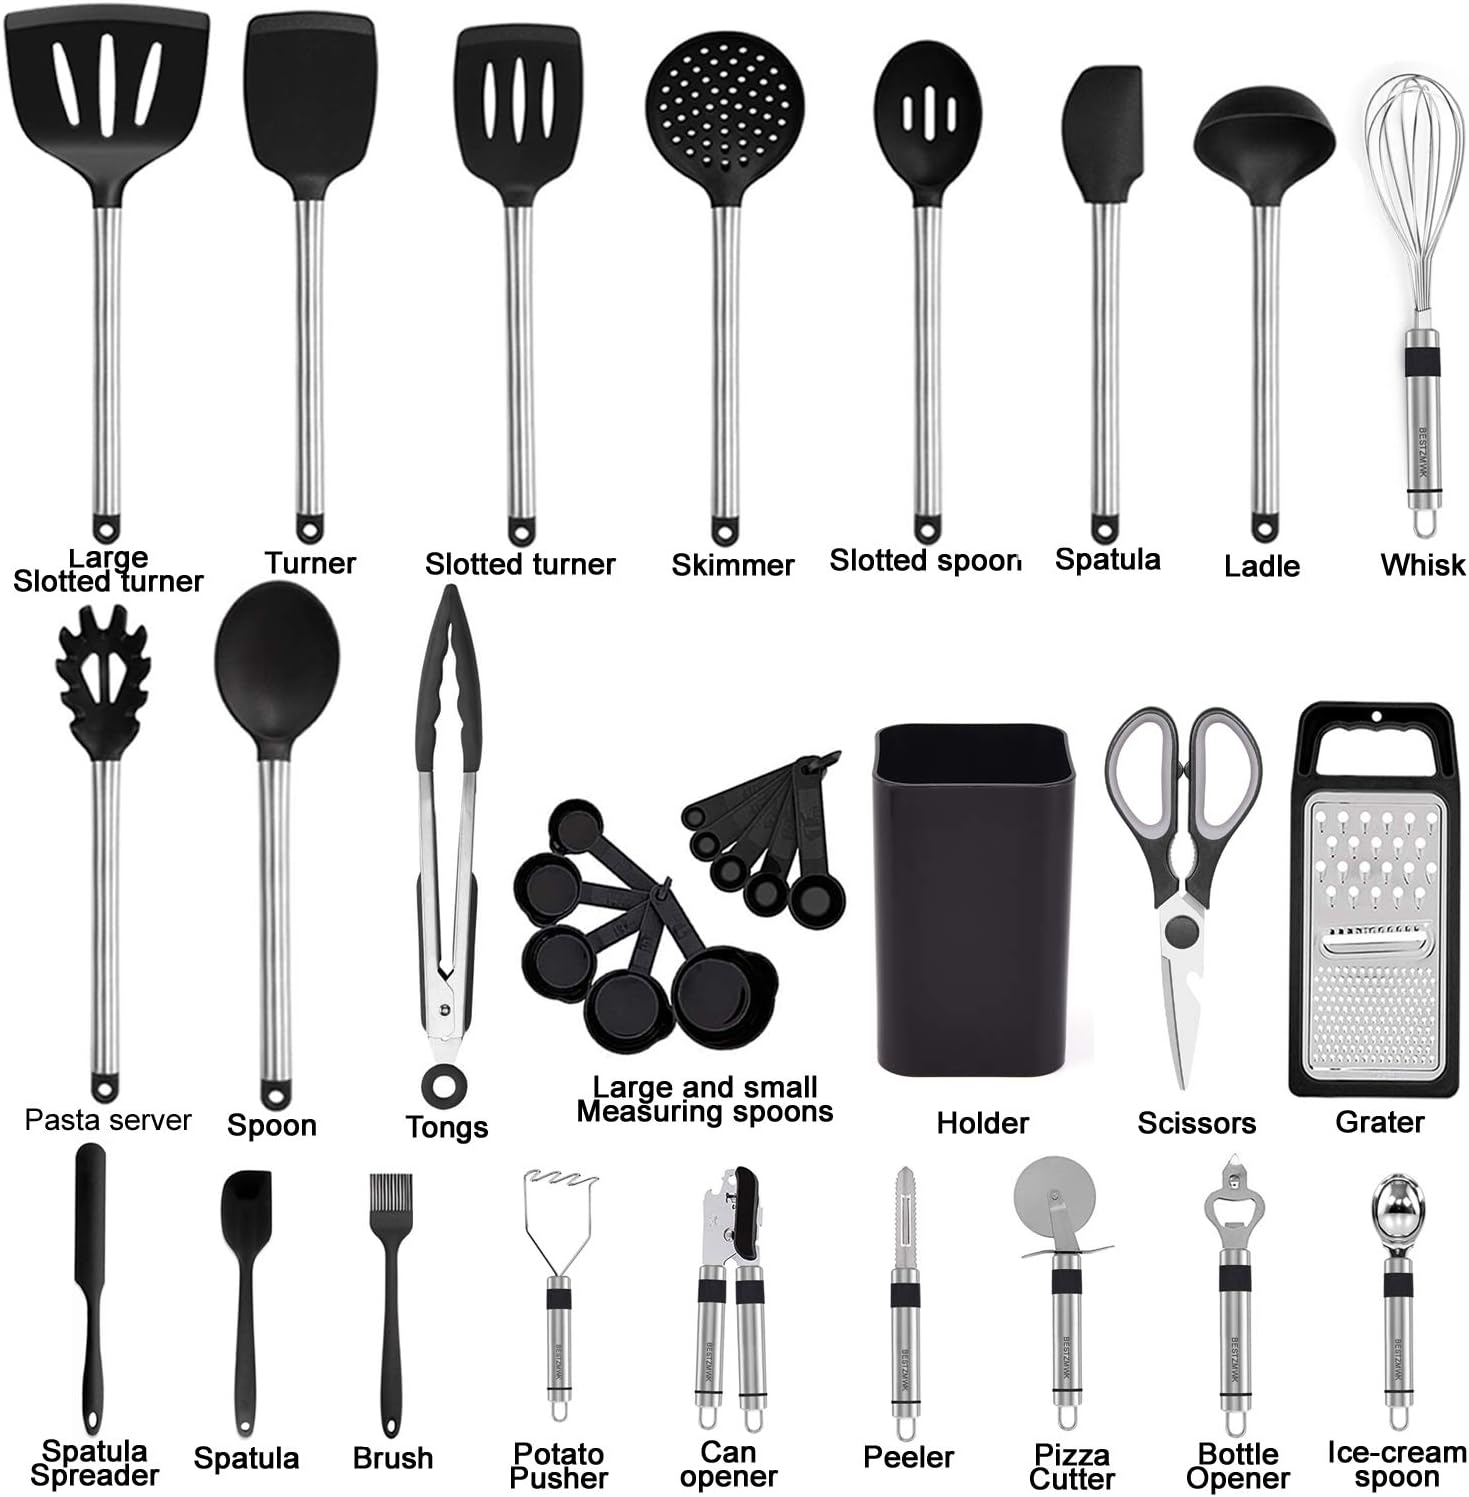 Large
Slotted turner
Turner
Slotted turner
Skimmer
Slotted spoon
Spatula
Ladle
Whisk
BESTZMWK
Pasta server
Spoon
Tongs
Large and small
Measuring spoons
Holder
Scissors
Grater
BESTZMWK
BESTZMWK
BESTZMWK
BESTZMWK
BESTZMWK
BESTZMWK
Spatula
Spreader
Spatula
Brush
Potato
Pusher
Can
opener
Peeler
Pizza
Cutter
Bottle
Opener
Ice-cream
spoon